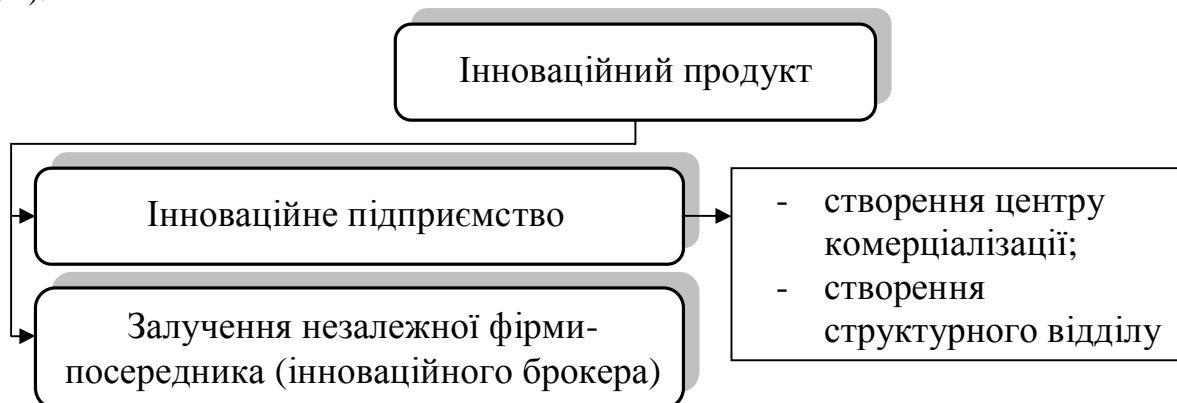 Інноваційний продукт
Інноваційне підприємство
- створення центру
комерціалізації;
- створення
структурного відділу
Залучення незалежної фірми-
посередника (інноваційного брокера)